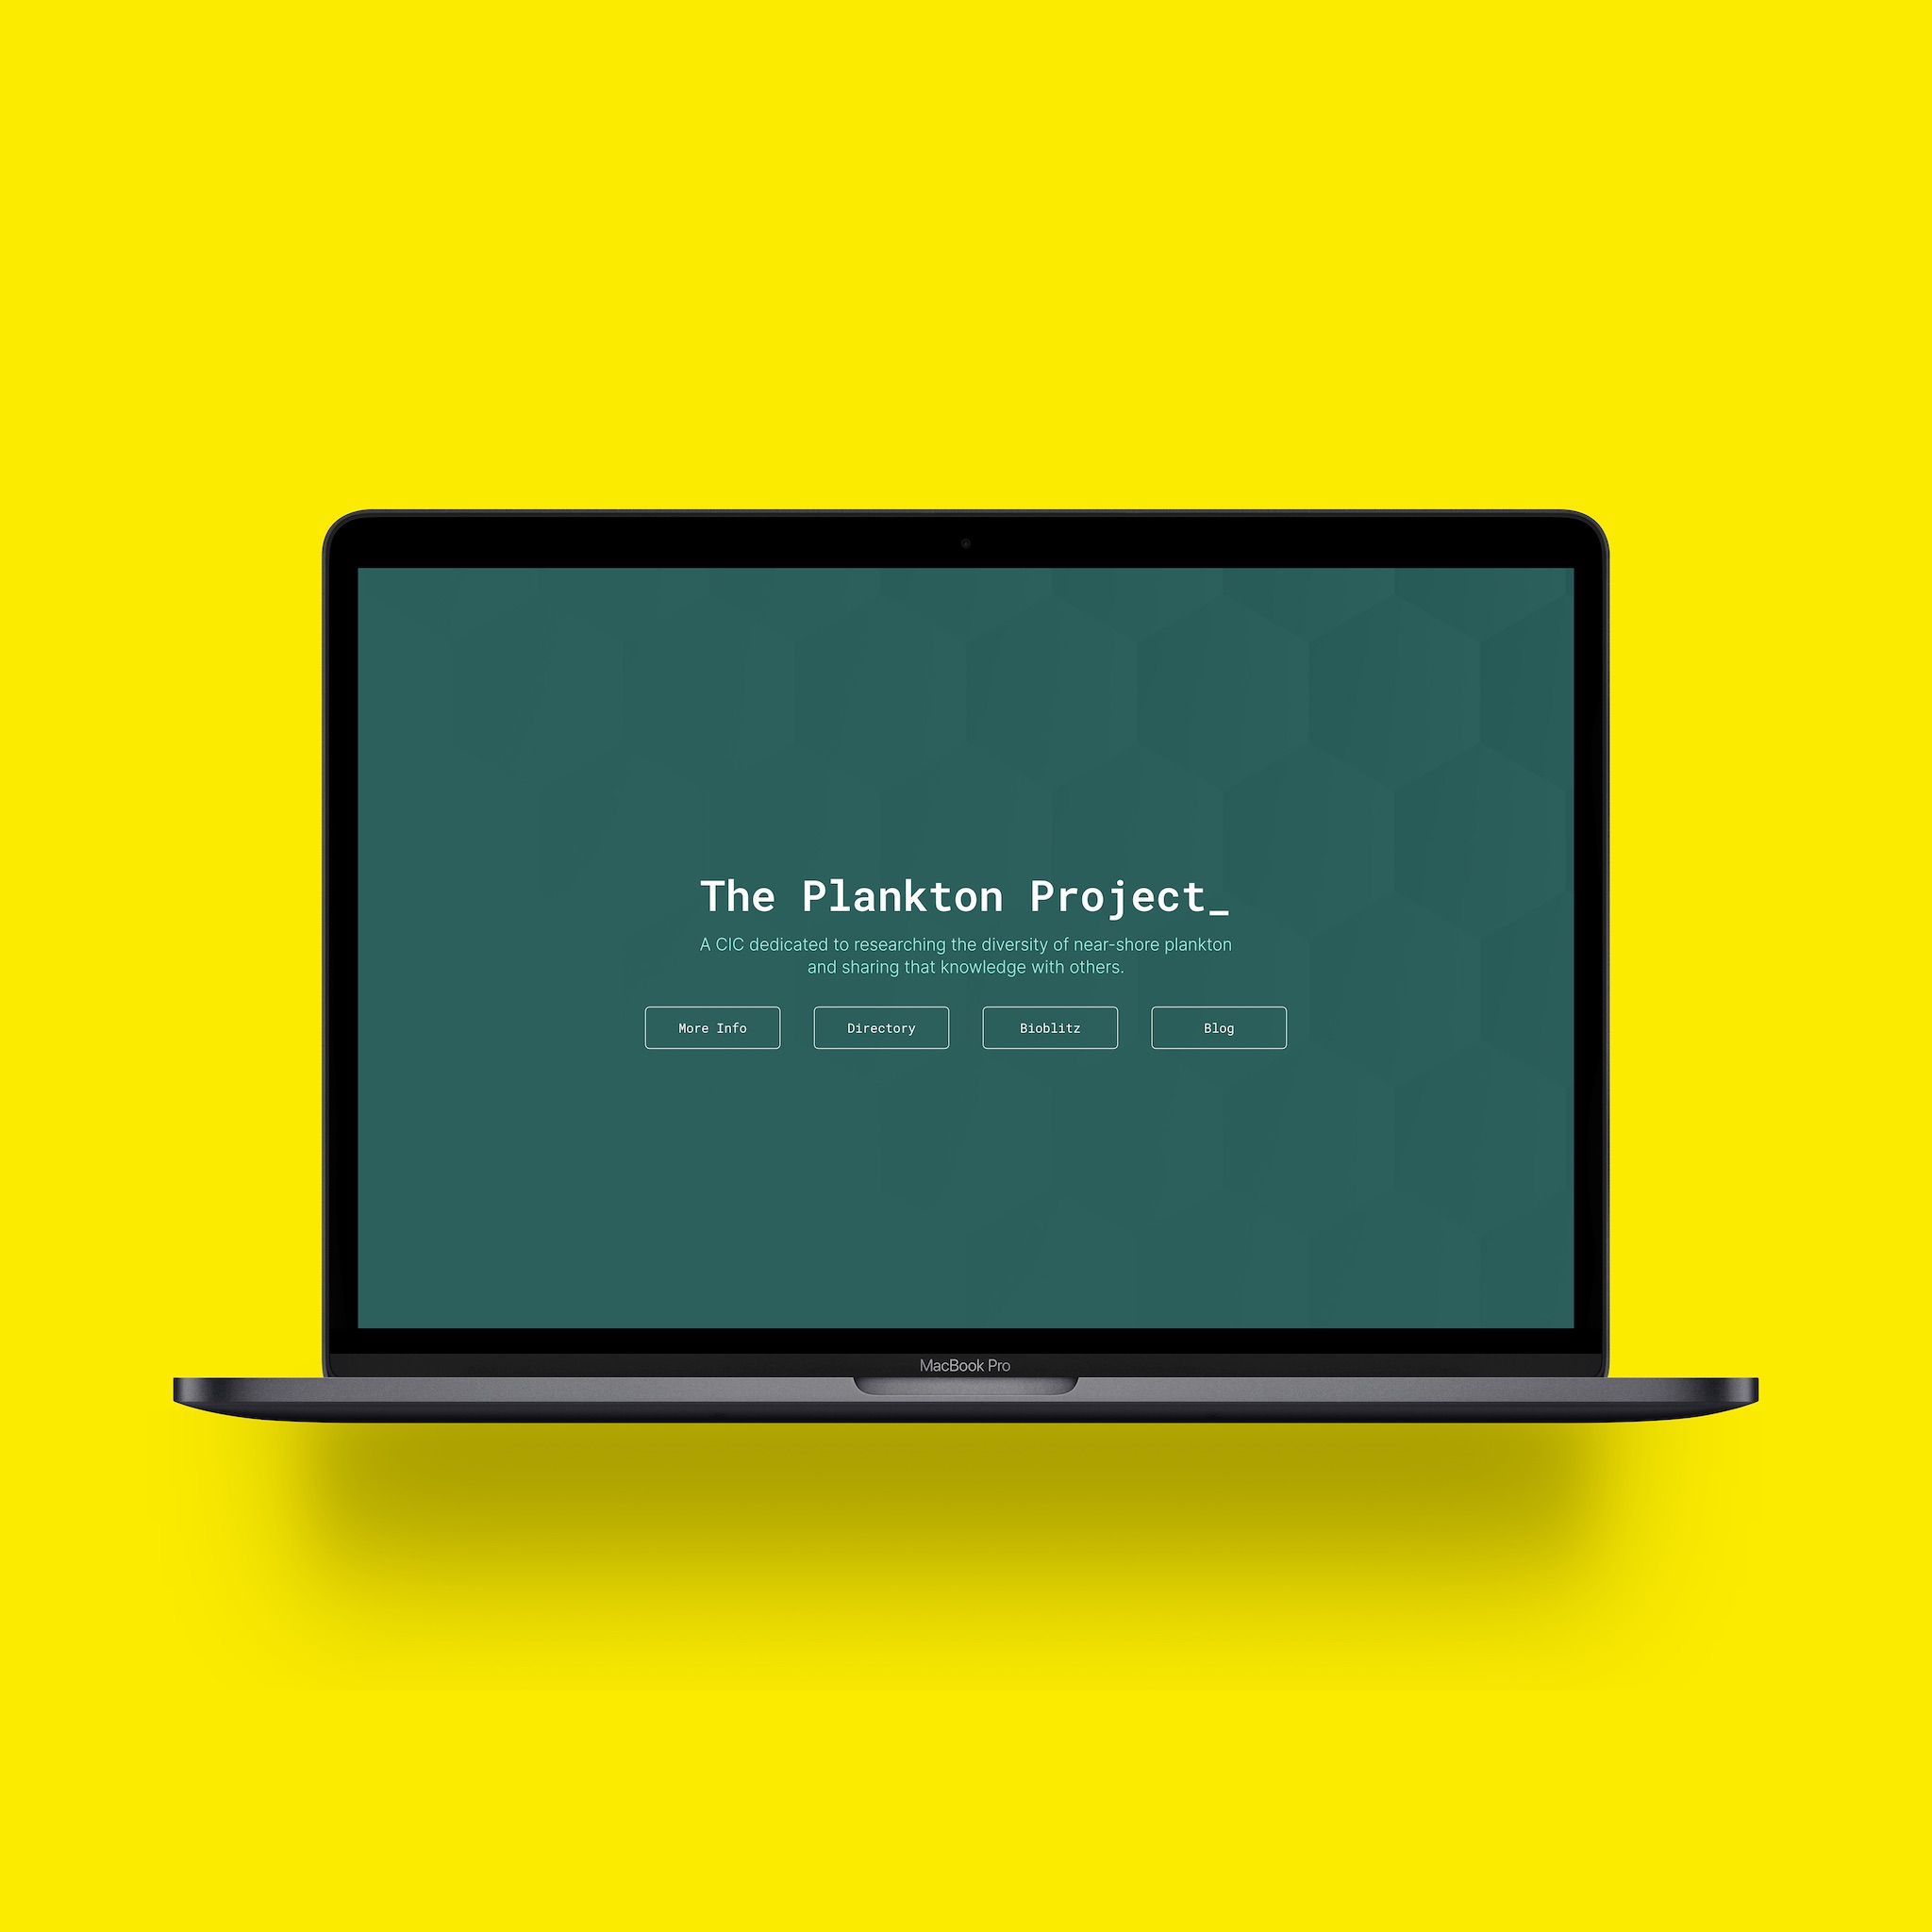 The Plankton Project_
A CIC dedicated to researching the diversity of near-shore plankton
and sharing that knowledge with others.
More Info
Directory
Bioblitz
Blog
MacBook Pro